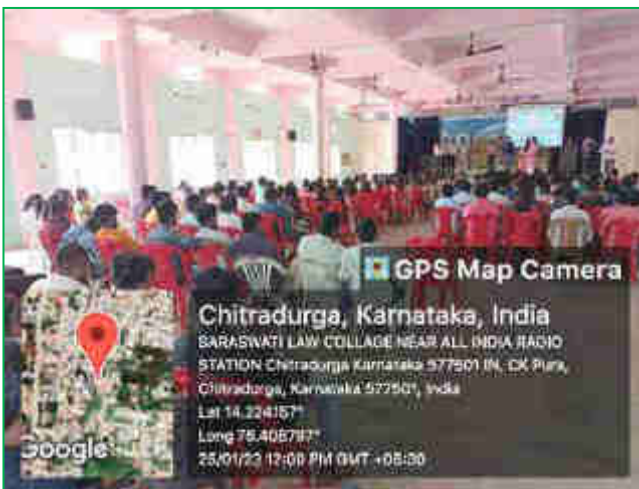 GPS Map Camera
Chitradurga, Karnataka, India
SARASWATI LAW COLLAGE NEAR ALL INDIA RADIO
STATION Chitradurga Karnataka 577501 IN, CK Pura,
Chitradurga, Karnataka 577501, India
Lat 14.224157°
Long 76.408797°
25/01/23 12:00 PM GMT +05:30
Google